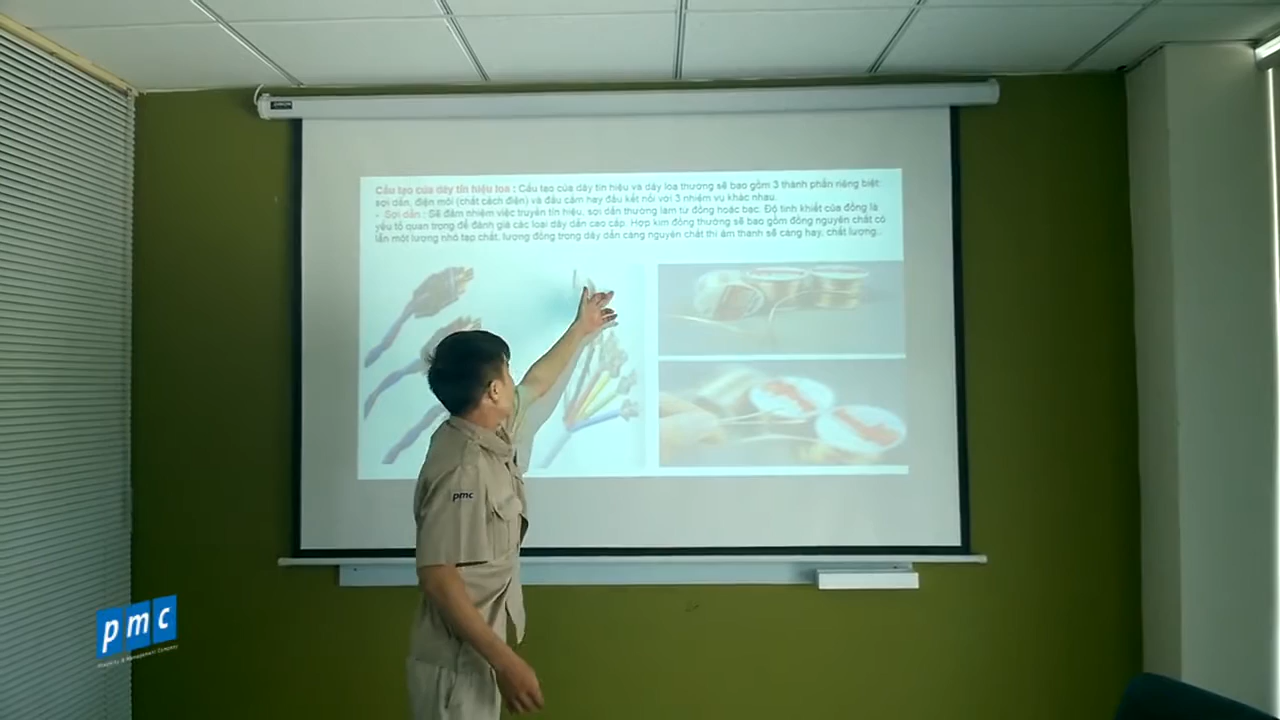 Cấu tạo của dây tín hiệu loa : Cấu tạo của dây tín hiệu và dây loa thường sẽ bao gồm 3 thành phần riêng biệt:
sợi dẫn, điện môi (chất cách điện) và đầu cắm hay đầu kết nối với 3 nhiệm vụ khác nhau.
- Sợi dẫn : Sẽ đảm nhiệm việc truyền tín hiệu, sợi dẫn thường làm từ đồng hoặc bạc. Độ tinh khiết của đồng là
yếu tố quan trọng để đánh giá các loại dây dẫn cao cấp. Hợp kim đồng thường sẽ bao gồm đồng nguyên chất có
lẫn một lượng nhỏ tạp chất, lượng đồng trong dây dẫn càng nguyên chất thì âm thanh sẽ càng hay, chất lượng..
pmc
pmc
Property & Management Company